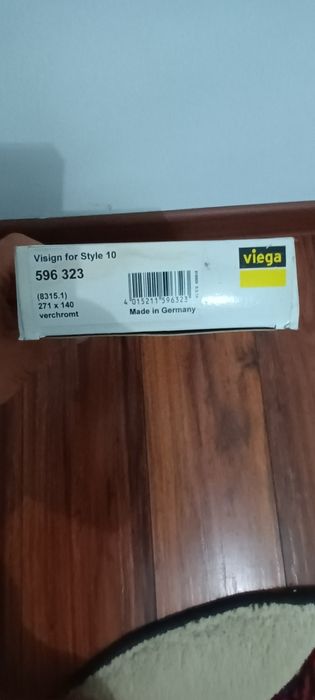 Visign for Style 10
596 323
(8315.1)
271 x 140
verchromt
4 015211 596323
Made in Germany
viega